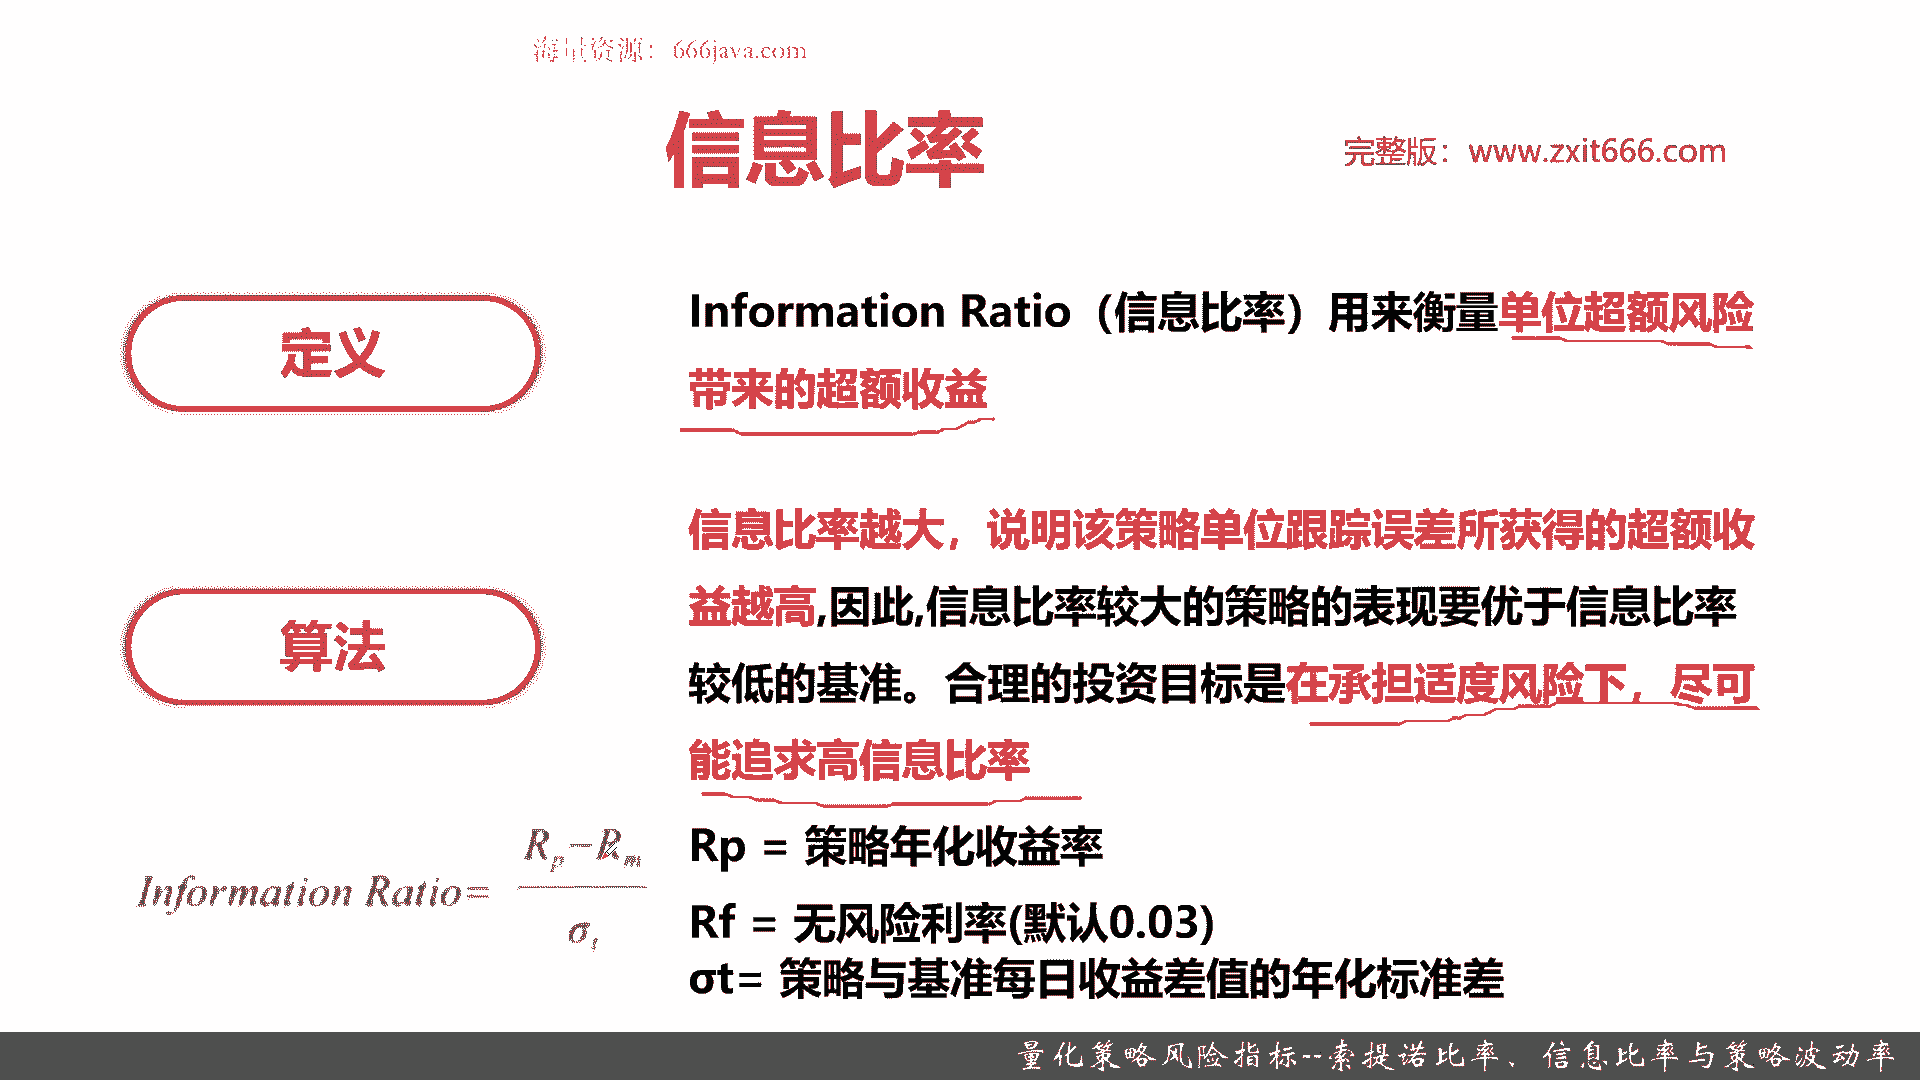 海量资源：666java.com
信息比率
完整版：www.zxit666.com
定义
Information Ratio（信息比率）用来衡量单位超额风险
带来的超额收益
算法
信息比率越大，说明该策略单位跟踪误差所获得的超额收
益越高,因此,信息比率较大的策略的表现要优于信息比率
较低的基准。合理的投资目标是在承担适度风险下，尽可
能追求高信息比率
Information Ratio= (Rp−Rm)/σt
Rp = 策略年化收益率
Rf = 无风险利率(默认0.03)
σt= 策略与基准每日收益差值的年化标准差
量化策略风险指标--索提诺比率、信息比率与策略波动率